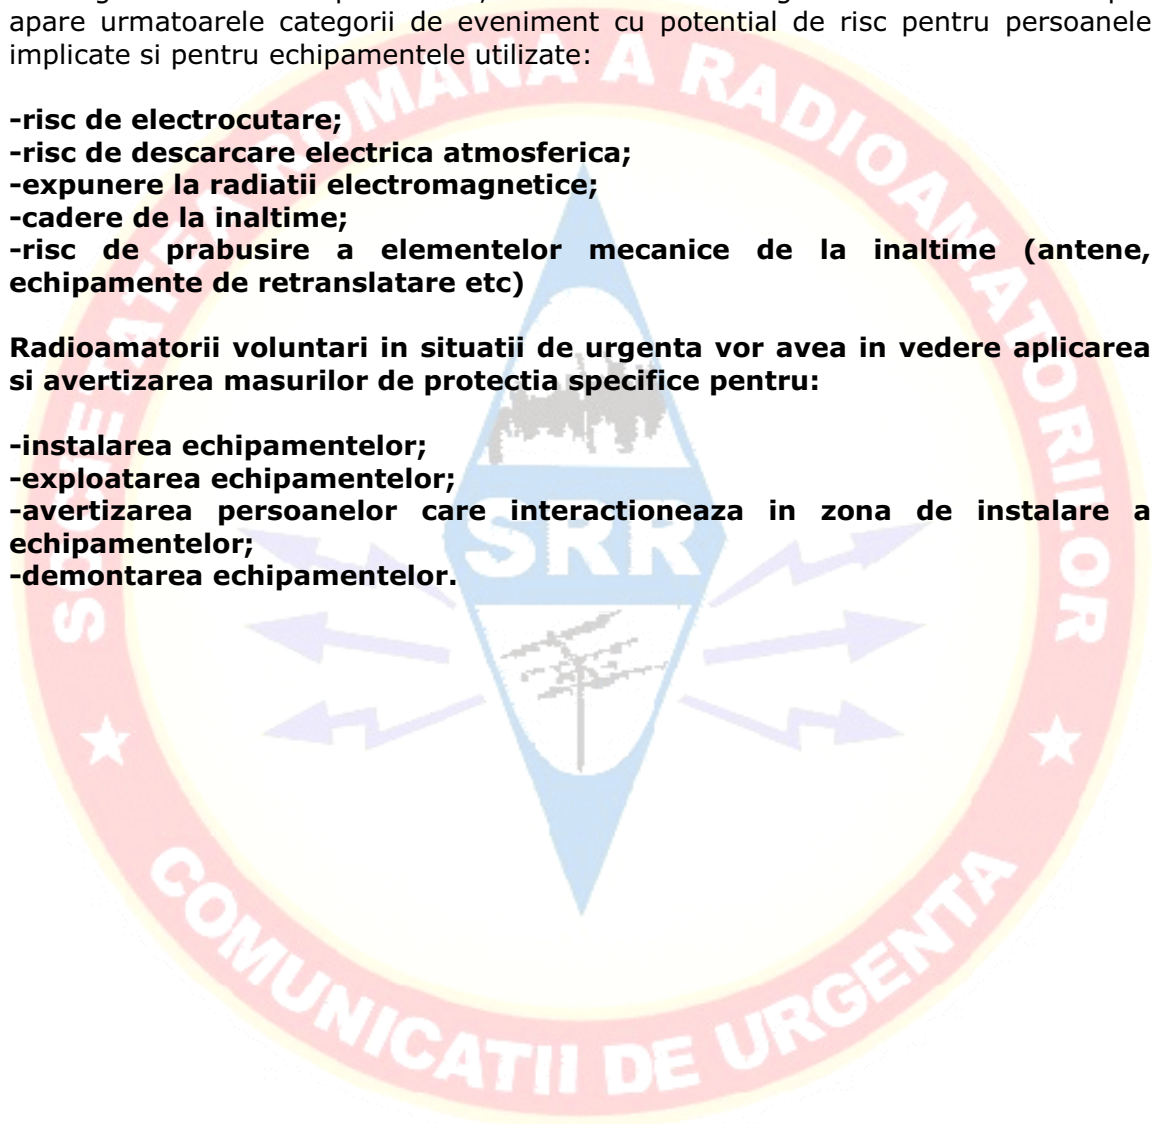 apare urmatoarele categorii de eveniment cu potential de risc pentru persoanele
implicate si pentru echipamentele utilizate:
-risc de electrocutare;
-risc de descarcare electrica atmosferica;
-expunere la radiatii electromagnetice;
-cadere de la inaltime;
-risc de prabusire a elementelor mecanice de la inaltime (antene,
echipamente de retranslatare etc)
Radioamatorii voluntari in situatii de urgenta vor avea in vedere aplicarea
si avertizarea masurilor de protectia specifice pentru:
-instalarea echipamentelor;
-exploatarea echipamentelor;
-avertizarea persoanelor care interactioneaza in zona de instalare a
echipamentelor;
-demontarea echipamentelor.
SOCIETATEA ROMANA A RADIOAMATORILOR
SRR
COMUNICATII DE URGENTA